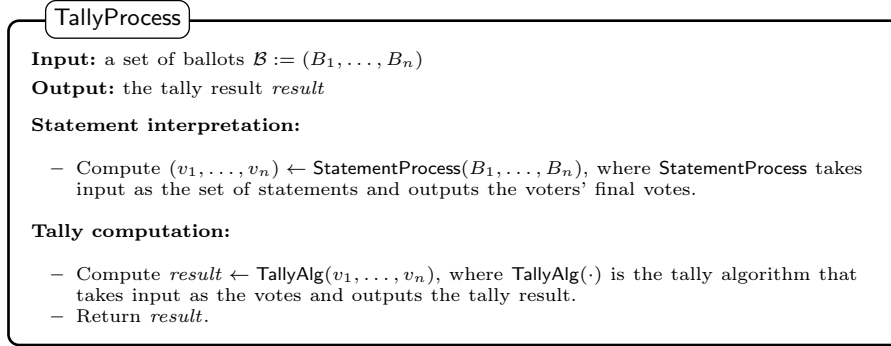 TallyProcess
Input: a set of ballots 𝓑 := (B₁, . . . , Bₙ)
Output: the tally result result
Statement interpretation:
– Compute (v₁, . . . , vₙ) ← StatementProcess(B₁, . . . , Bₙ), where StatementProcess takes
input as the set of statements and outputs the voters' final votes.
Tally computation:
– Compute result ← TallyAlg(v₁, . . . , vₙ), where TallyAlg(·) is the tally algorithm that
takes input as the votes and outputs the tally result.
– Return result.